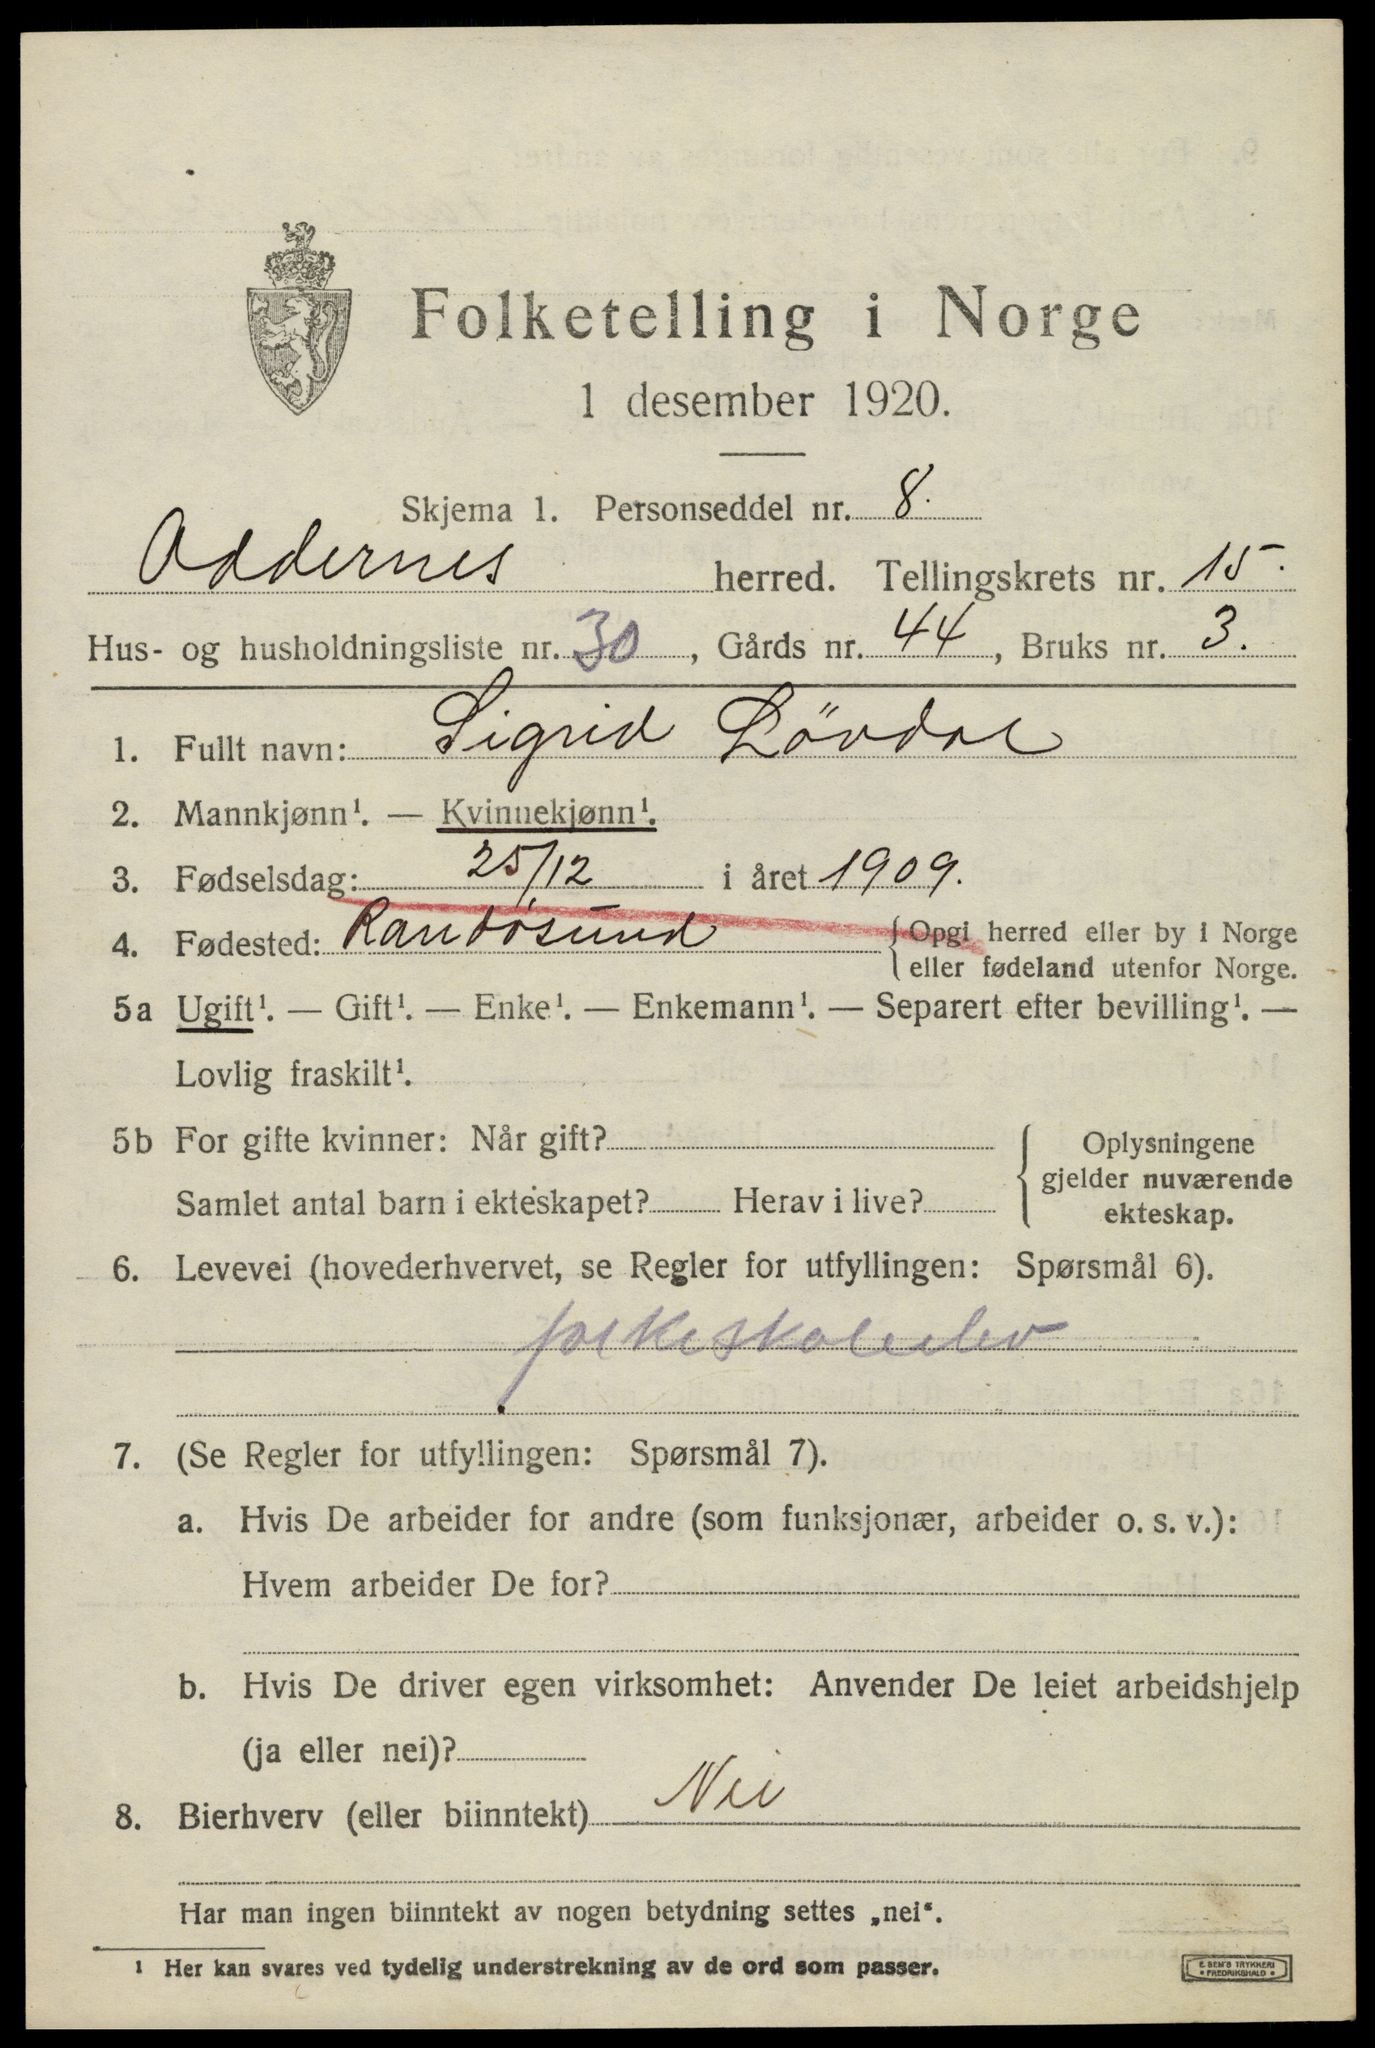 Folketelling i Norge
1 desember 1920.
Skjema 1. Personseddel nr. 8.
Oddernes herred. Tellingskrets nr. 15.
Hus- og husholdningsliste nr. 30, Gårds nr. 44, Bruks nr. 3.
1. Fullt navn: Sigrid Lövdal
2. Mannkjønn¹. — Kvinnekjønn¹.
3. Fødselsdag: 25/12 i året 1909.
4. Fødested: Randösund { Opgi herred eller by i Norge
eller fødeland utenfor Norge.
5a Ugift¹. — Gift¹. — Enke¹. — Enkemann¹. — Separert efter bevilling¹. —
Lovlig fraskilt¹.
5b For gifte kvinner: Når gift? { Oplysningene
gjelder nuværende
Samlet antal barn i ekteskapet? Herav i live?
ekteskap.
6. Levevei (hovederhvervet, se Regler for utfyllingen: Spørsmål 6).
folkeskoleelev
7. (Se Regler for utfyllingen: Spørsmål 7).
a. Hvis De arbeider for andre (som funksjonær, arbeider o. s. v.):
Hvem arbeider De for?
b. Hvis De driver egen virksomhet: Anvender De leiet arbeidshjelp
(ja eller nei)?
8. Bierhverv (eller biinntekt) Nei
Har man ingen biinntekt av nogen betydning settes „nei“.
1 Her kan svares ved tydelig understrekning av de ord som passer.
E. SEM'S TRYKKERI
FREDRIKSHALD